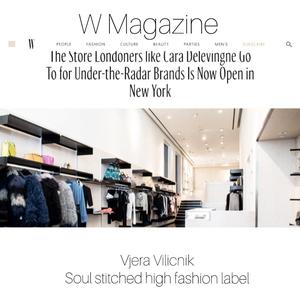 W Magazine
W PEOPLE FASHION CULTURE BEAUTY PARTIES MEN'S SUBSCRIBE
The Store Londoners like Cara Delevingne Go
To for Under-the-Radar Brands Is Now Open in
New York
Vjera Vilicnik
Soul stitched high fashion label